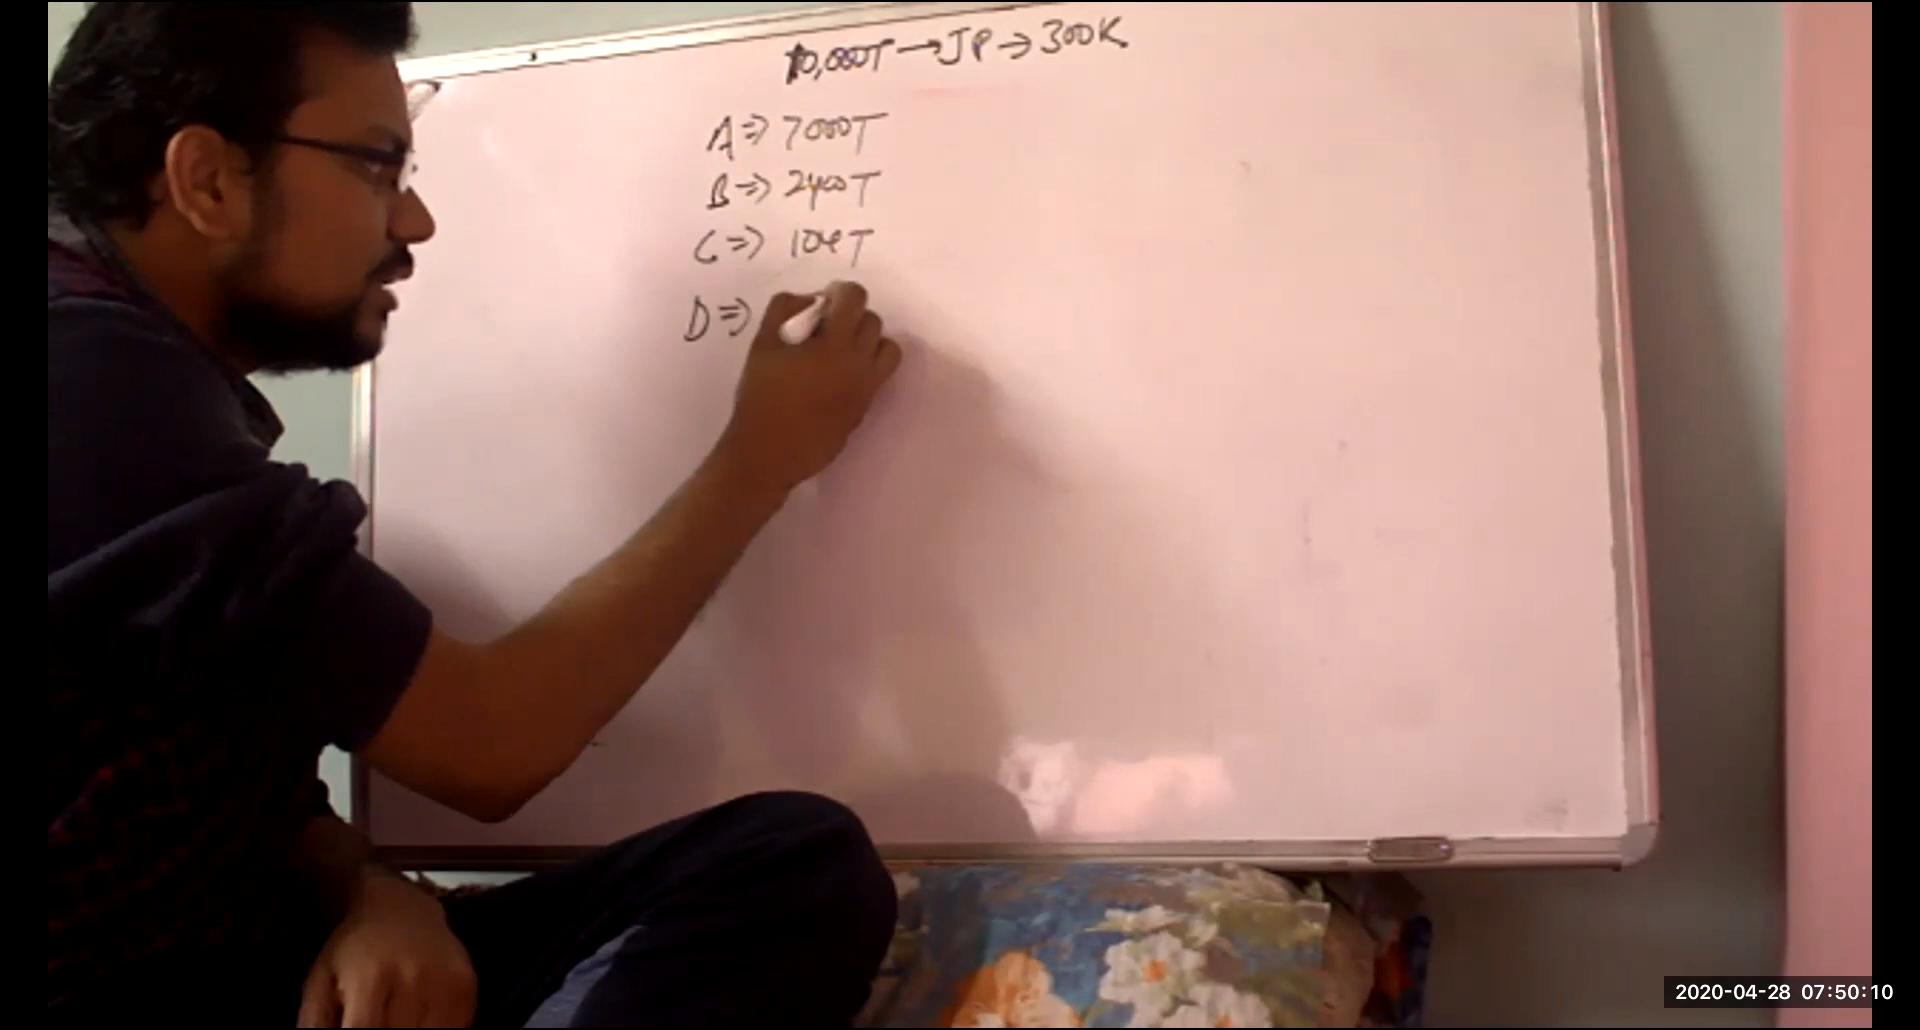 10,000T → JP → 300K
A ⇒ 7000T
B ⇒ 2400T
C ⇒ 104T
D ⇒
2020-04-28 07:50:10